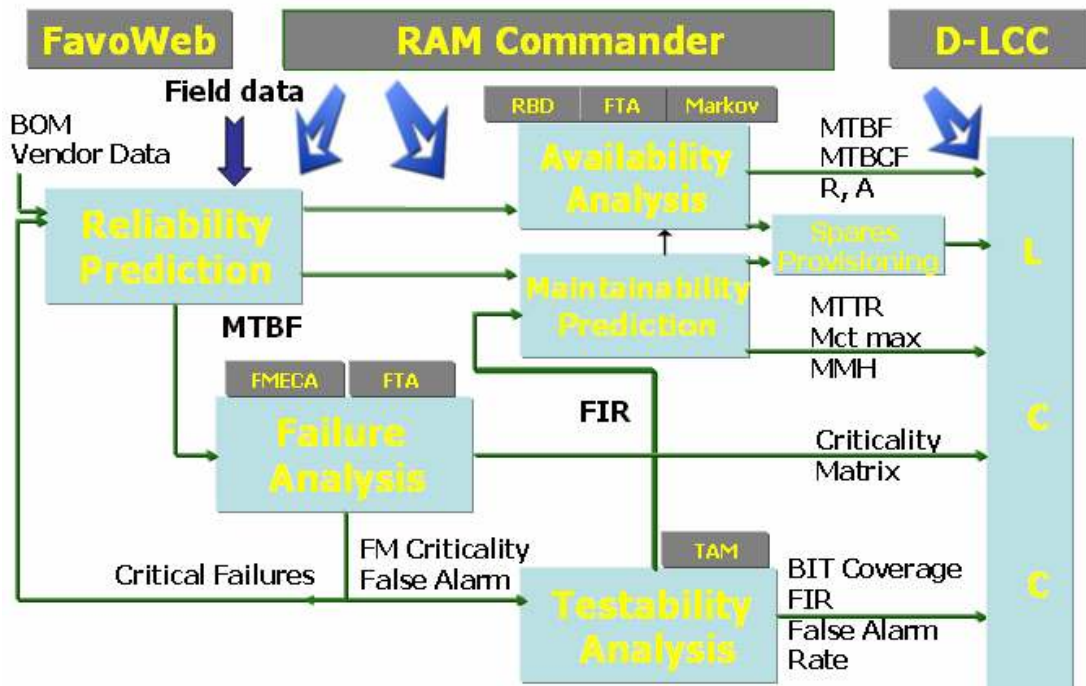 FavoWeb
RAM Commander
D-LCC
Field data
BOM
Vendor Data
RBD
FTA
Markov
Availability
Analysis
MTBF
MTBCF
R, A
Reliability
Prediction
Spares
Provisioning
L
C
C
Maintainability
Prediction
MTBF
MTTR
Mct max
MMH
FMECA
FTA
FIR
Failure
Analysis
Criticality
Matrix
Critical Failures
FM Criticality
False Alarm
TAM
Testability
Analysis
BIT Coverage
FIR
False Alarm
Rate